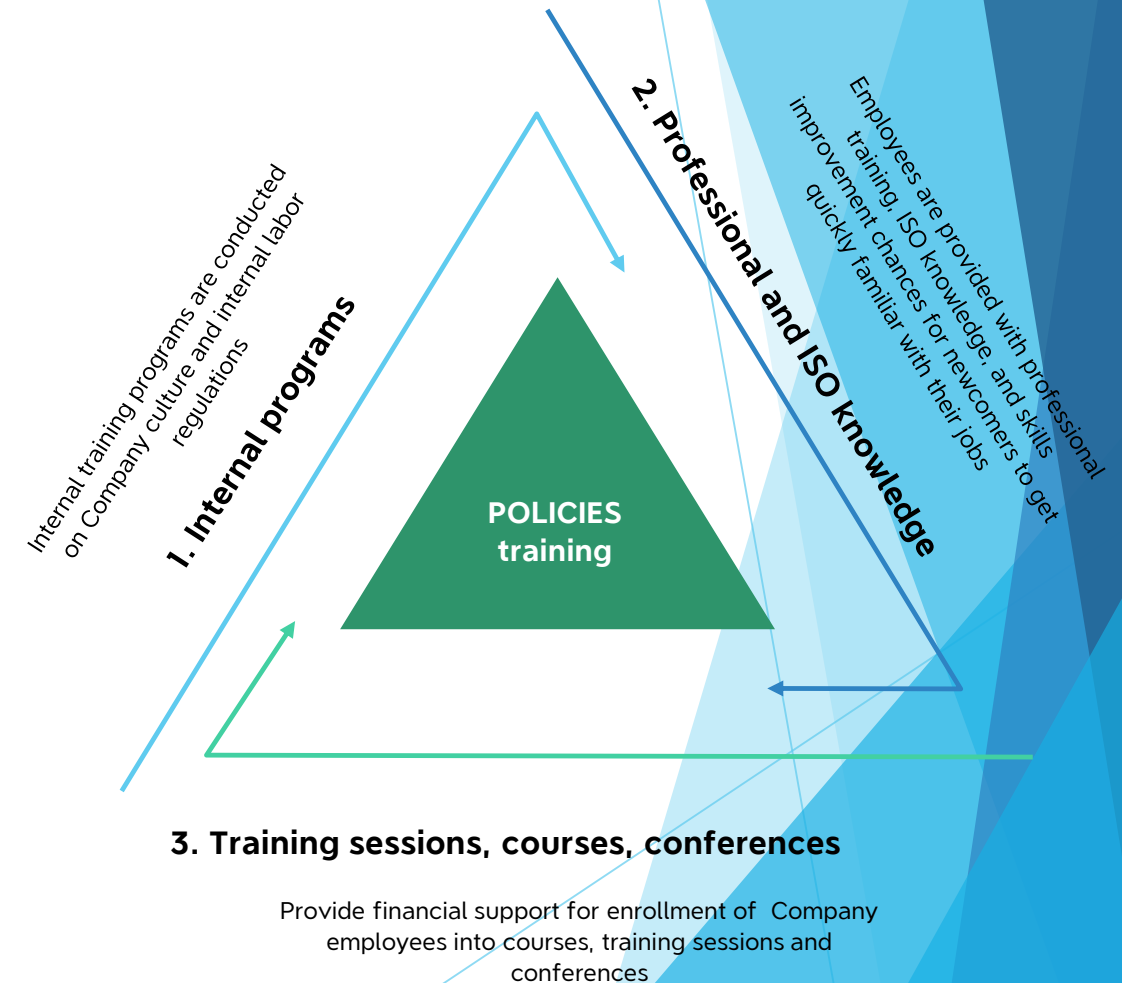 Internal training programs are conducted
on Company culture and internal labor
regulations
1. Internal programs
2. Professional and ISO knowledge
Employees are provided with professional
training, ISO knowledge, and skills
improvement chances for newcomers to get
quickly familiar with their jobs
POLICIES
training
3. Training sessions, courses, conferences
Provide financial support for enrollment of  Company
employees into courses, training sessions and
conferences